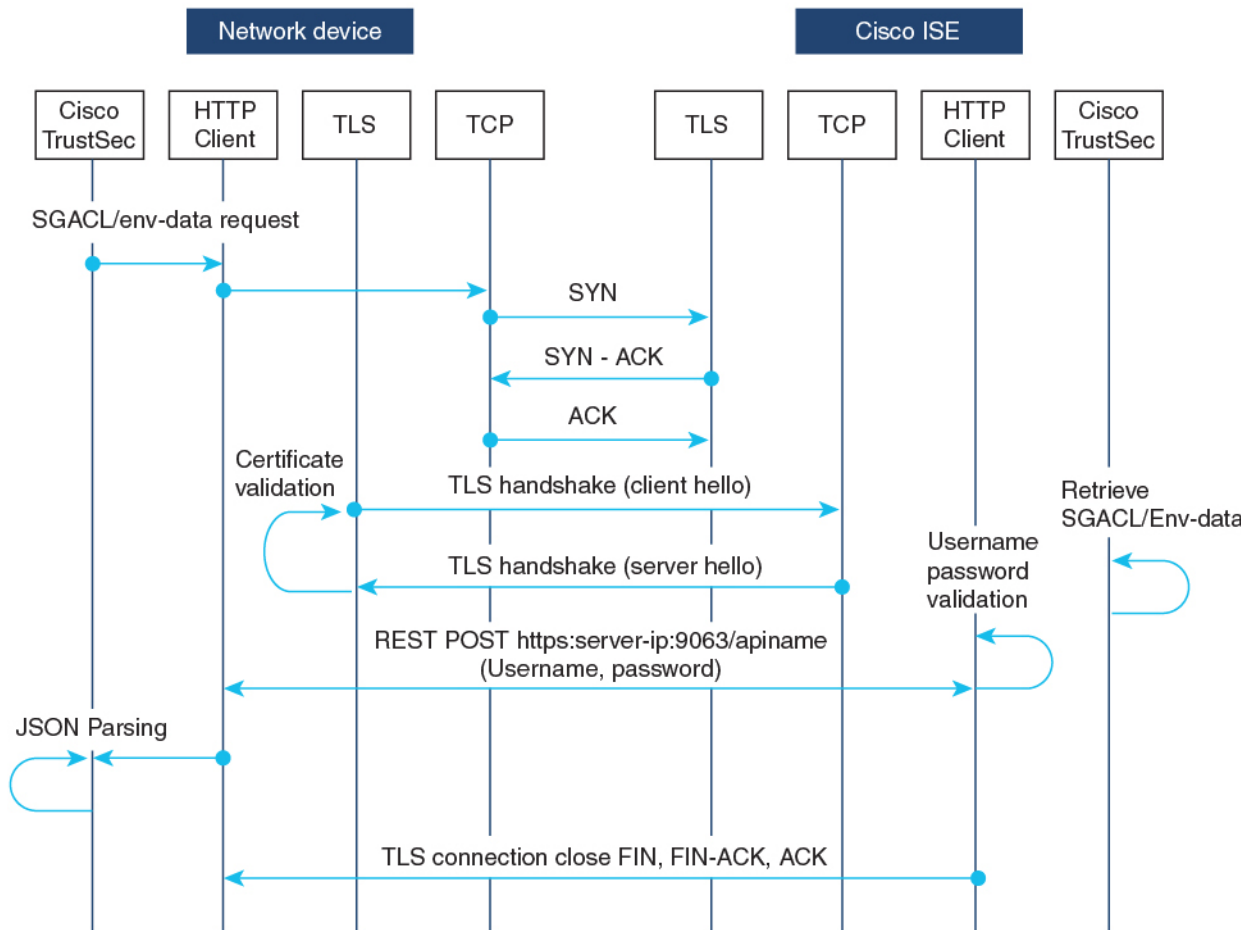 Network device
Cisco ISE
Cisco
TrustSec
HTTP
Client
TLS
TCP
TLS
TCP
HTTP
Client
Cisco
TrustSec
SGACL/env-data request
SYN
SYN - ACK
ACK
Certificate
validation
TLS handshake (client hello)
Retrieve
SGACL/Env-data
Username
password
validation
TLS handshake (server hello)
REST POST https:server-ip:9063/apiname
(Username, password)
JSON Parsing
TLS connection close FIN, FIN-ACK, ACK